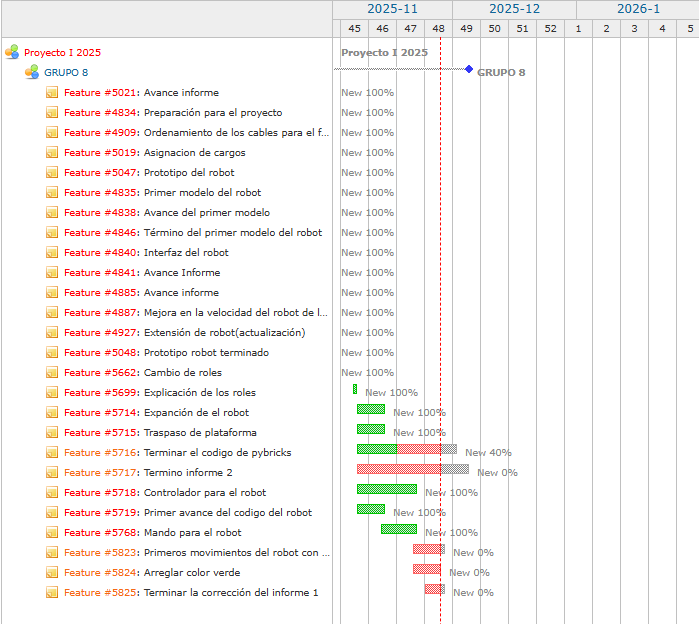 2025-11 2025-12 2026-1
45 46 47 48 49 50 51 52 1 2 3 4 5
Proyecto I 2025 Proyecto I 2025
GRUPO 8 GRUPO 8
Feature #5021: Avance informe New 100%
Feature #4834: Preparación para el proyecto New 100%
Feature #4909: Ordenamiento de los cables para el f... New 100%
Feature #5019: Asignacion de cargos New 100%
Feature #5047: Prototipo del robot New 100%
Feature #4835: Primer modelo del robot New 100%
Feature #4838: Avance del primer modelo New 100%
Feature #4846: Término del primer modelo del robot New 100%
Feature #4840: Interfaz del robot New 100%
Feature #4841: Avance Informe New 100%
Feature #4885: Avance informe New 100%
Feature #4887: Mejora en la velocidad del robot de l... New 100%
Feature #4927: Extensión de robot(actualización) New 100%
Feature #5048: Prototipo robot terminado New 100%
Feature #5662: Cambio de roles New 100%
Feature #5699: Explicación de los roles New 100%
Feature #5714: Expanción de el robot New 100%
Feature #5715: Traspaso de plataforma New 100%
Feature #5716: Terminar el codigo de pybricks New 40%
Feature #5717: Termino informe 2 New 0%
Feature #5718: Controlador para el robot New 100%
Feature #5719: Primer avance del codigo del robot New 100%
Feature #5768: Mando para el robot New 100%
Feature #5823: Primeros movimientos del robot con ... New 0%
Feature #5824: Arreglar color verde New 0%
Feature #5825: Terminar la corrección del informe 1 New 0%